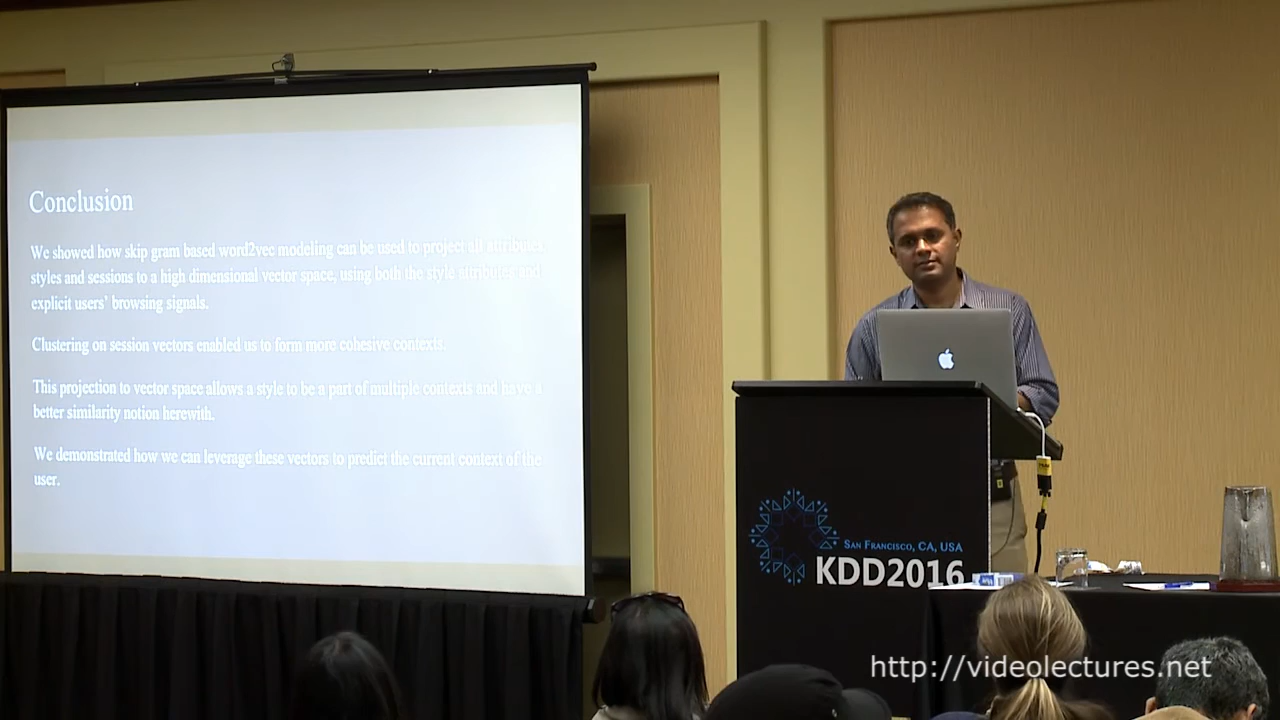 Conclusion
We showed how skip gram based word2vec modeling can be used to project all attributes,
styles and sessions to a high dimensional vector space, using both the style attributes and
explicit users' browsing signals.
Clustering on session vectors enabled us to form more cohesive contexts.
This projection to vector space allows a style to be a part of multiple contexts and have a
better similarity notion herewith.
We demonstrated how we can leverage these vectors to predict the current context of the
user.
San Francisco, CA, USA
KDD2016
http://videolectures.net